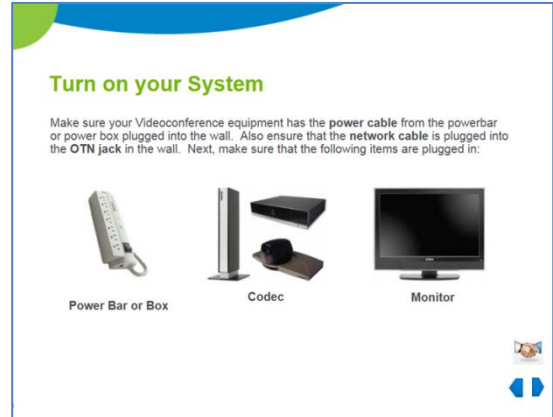 Turn on your System
Make sure your Videoconference equipment has the power cable from the powerbar
or power box plugged into the wall. Also ensure that the network cable is plugged into
the OTN jack in the wall. Next, make sure that the following items are plugged in:
Power Bar or Box
Codec
Monitor